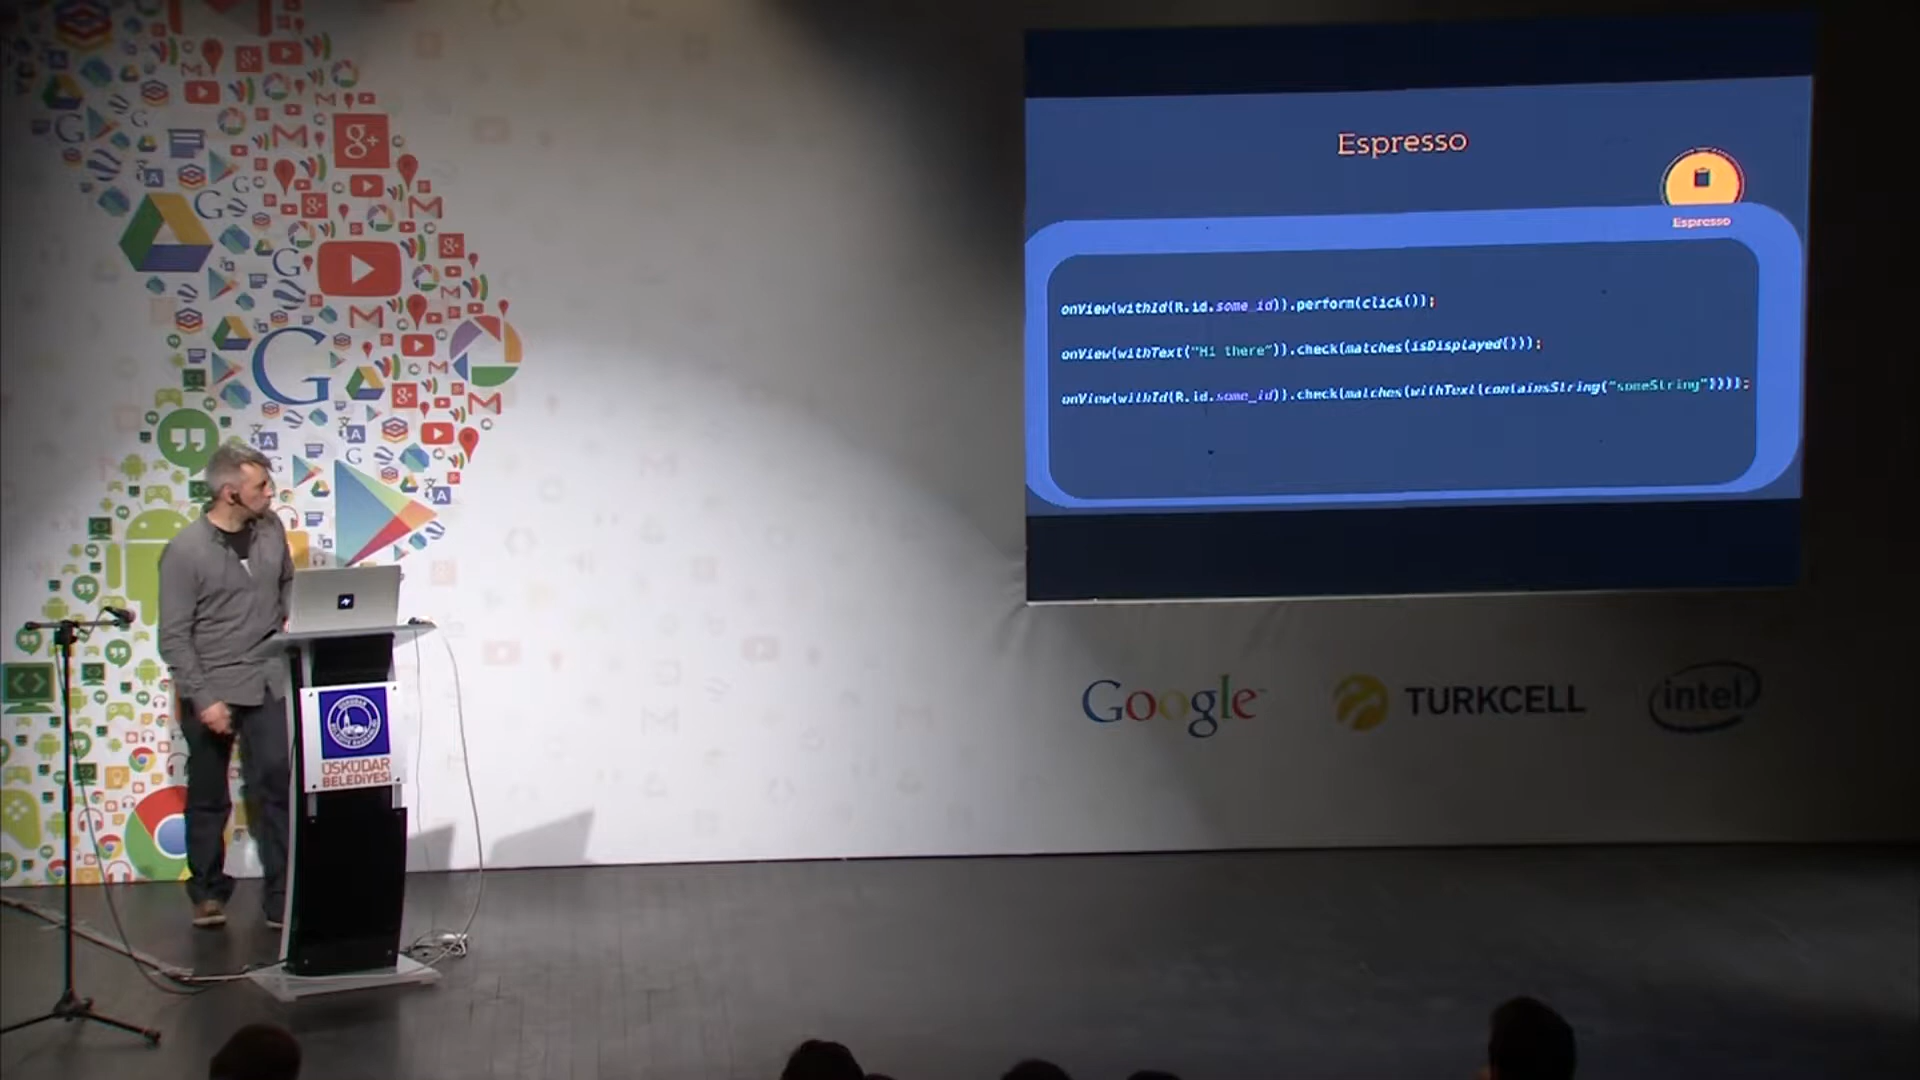 Espresso
Espresso
onView(withId(R.id.some_id)).perform(click());
onView(withText("Hi there")).check(matches(isDisplayed()));
onView(withId(R.id.some_id)).check(matches(withText(containsString("someString"))));
Google
TURKCELL
intel
g+
ÜSKÜDAR
BELEDİYESİ